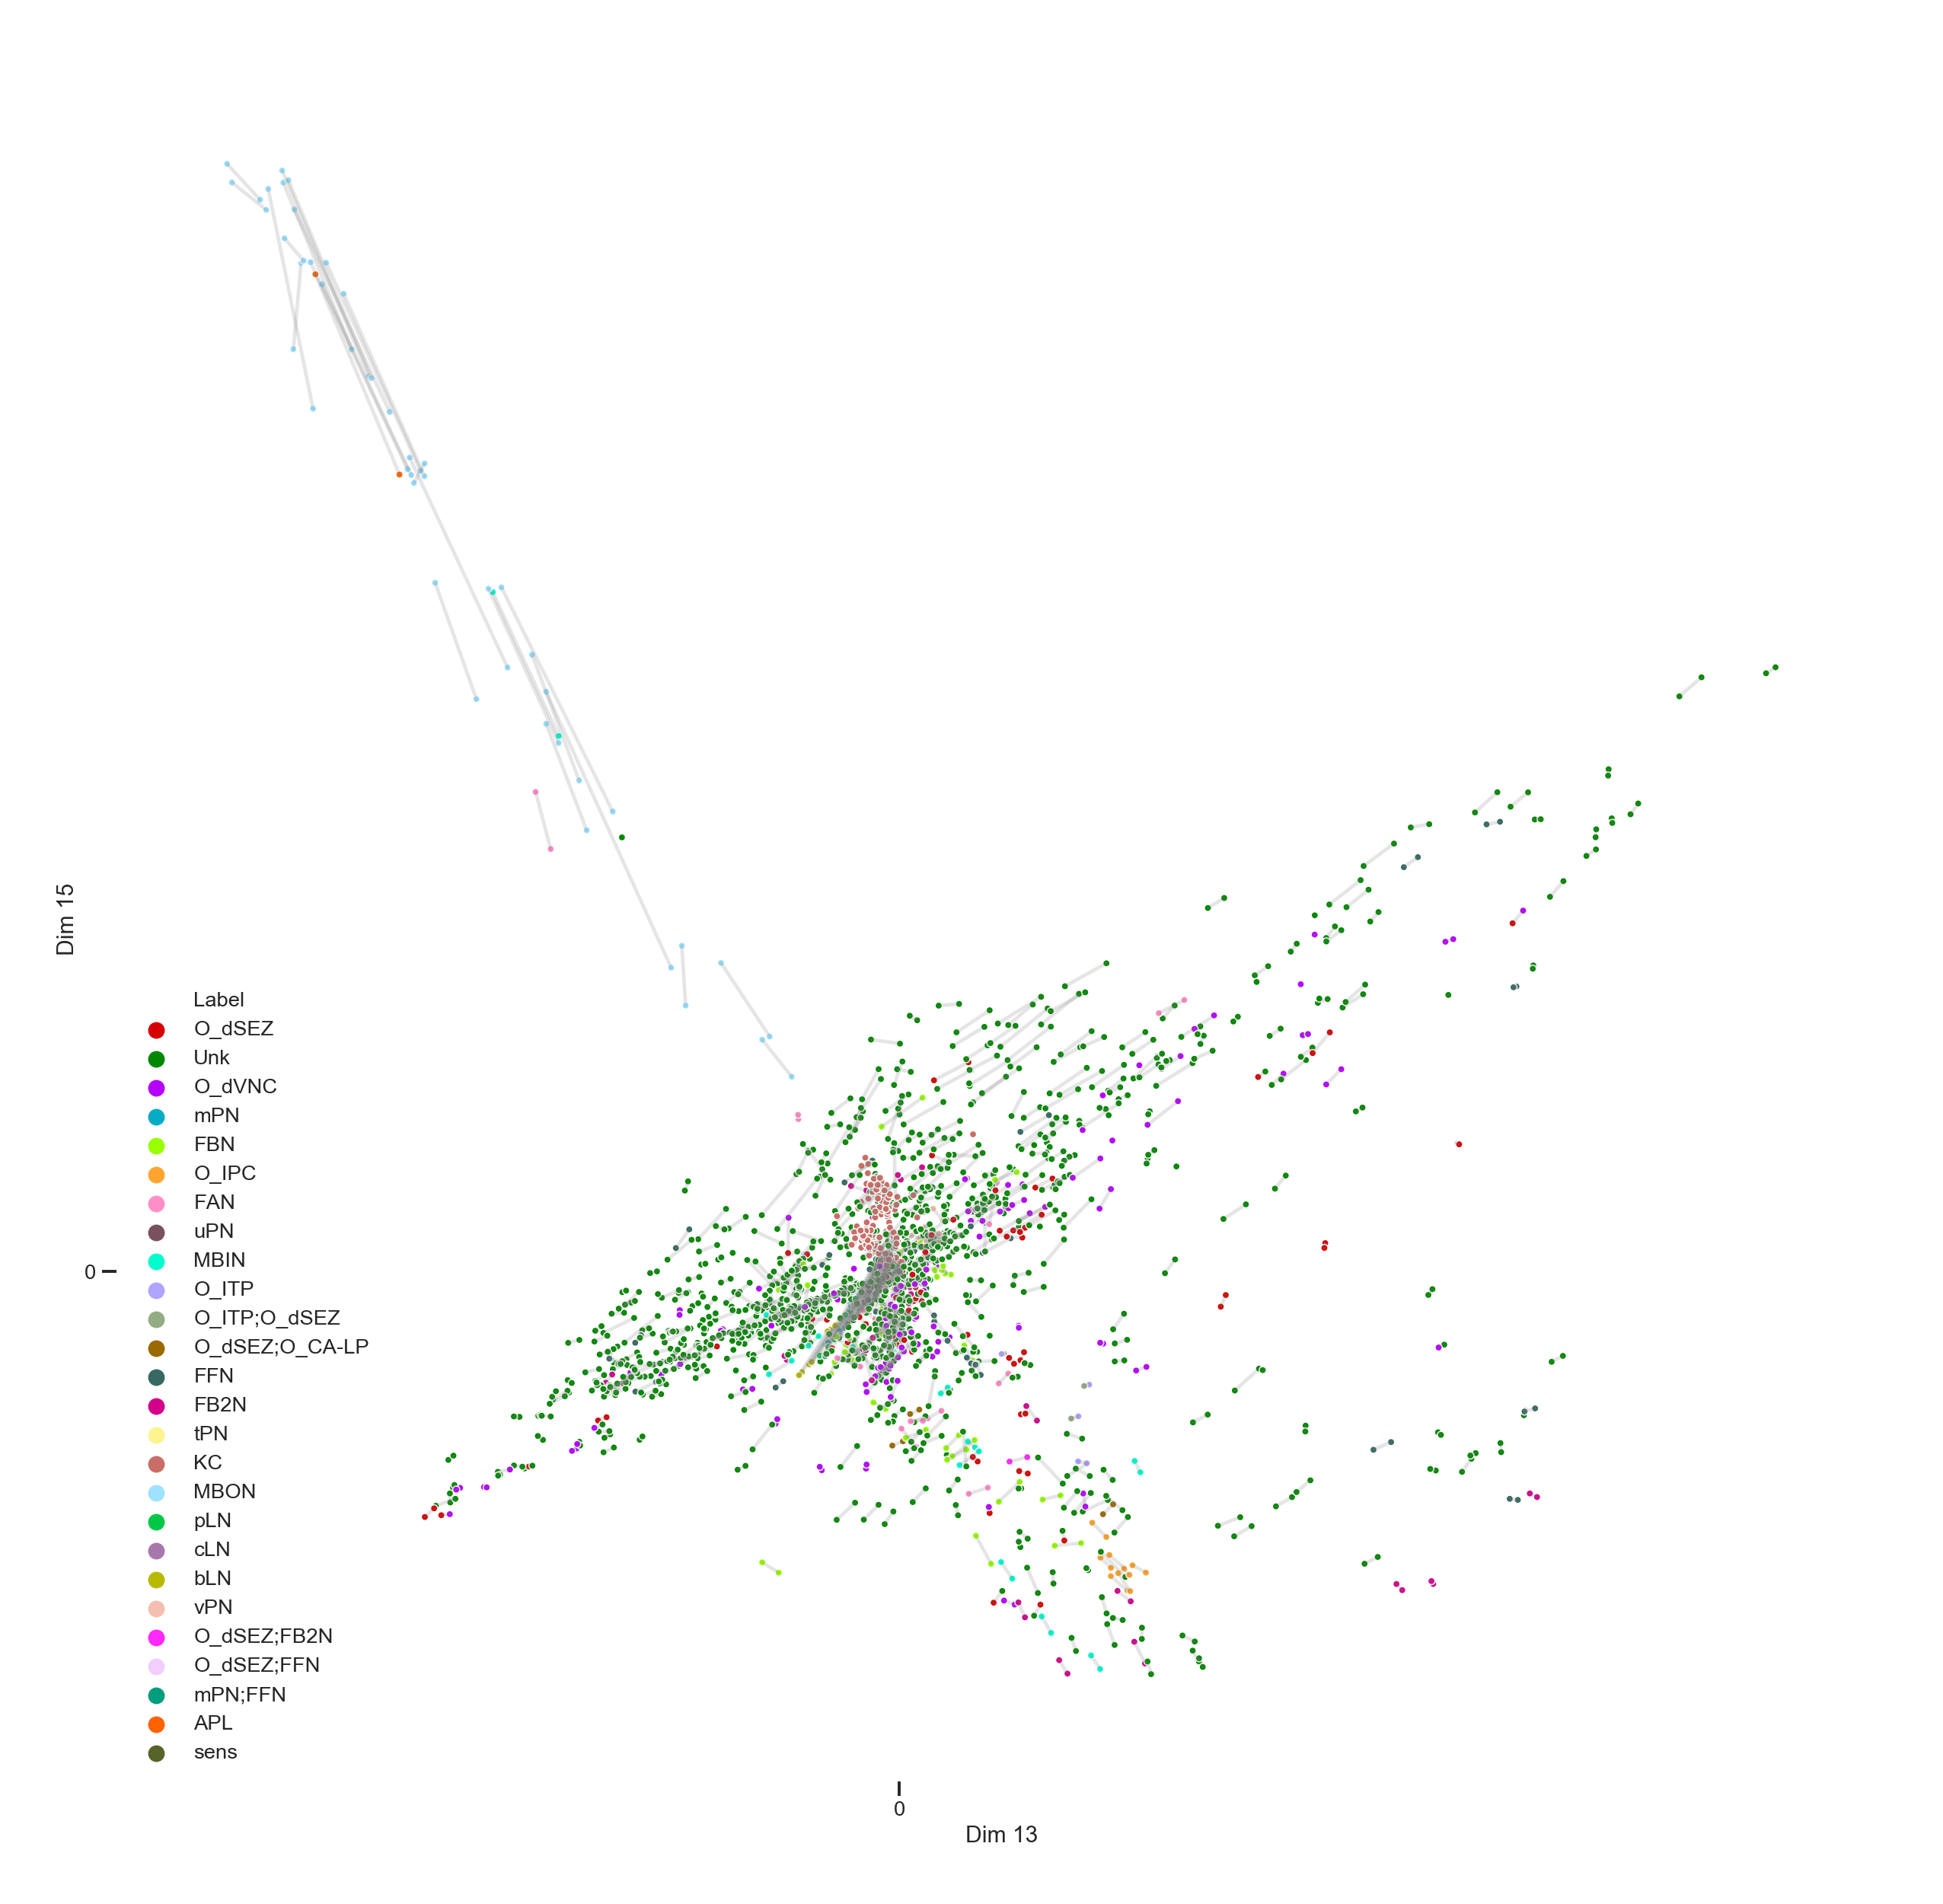 Dim 15
Label
O_dSEZ
Unk
O_dVNC
mPN
FBN
O_IPC
FAN
uPN
MBIN
O_ITP
O_ITP;O_dSEZ
O_dSEZ;O_CA-LP
FFN
FB2N
tPN
KC
MBON
pLN
cLN
bLN
vPN
O_dSEZ;FB2N
O_dSEZ;FFN
mPN;FFN
APL
sens
0
0
Dim 13